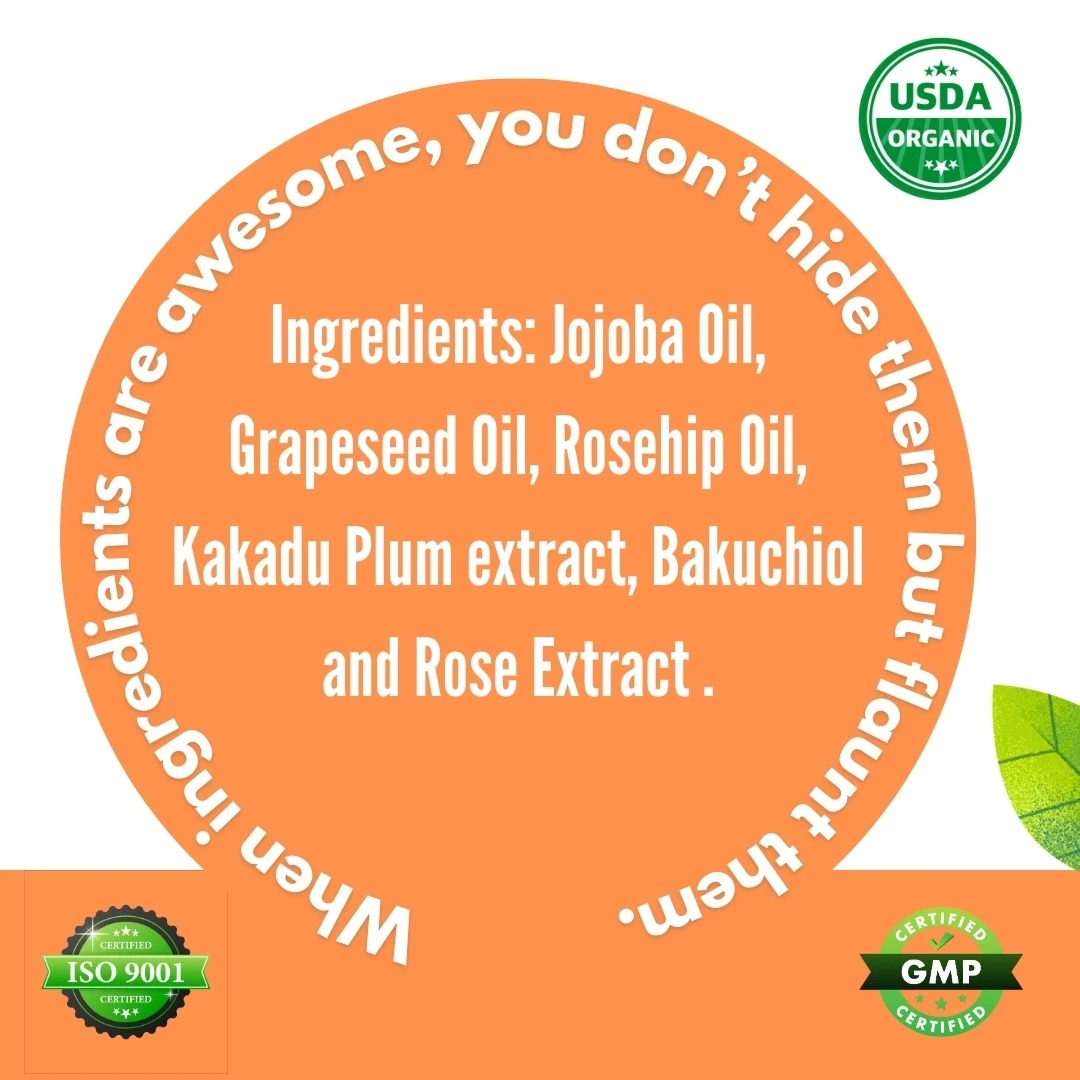 When ingredients are awesome, you don't hide them but flaunt them.
USDA
ORGANIC
Ingredients: Jojoba Oil,
Grapeseed Oil, Rosehip Oil,
Kakadu Plum extract, Bakuchiol
and Rose Extract .
CERTIFIED
ISO 9001
CERTIFIED
CERTIFIED
GMP
CERTIFIED